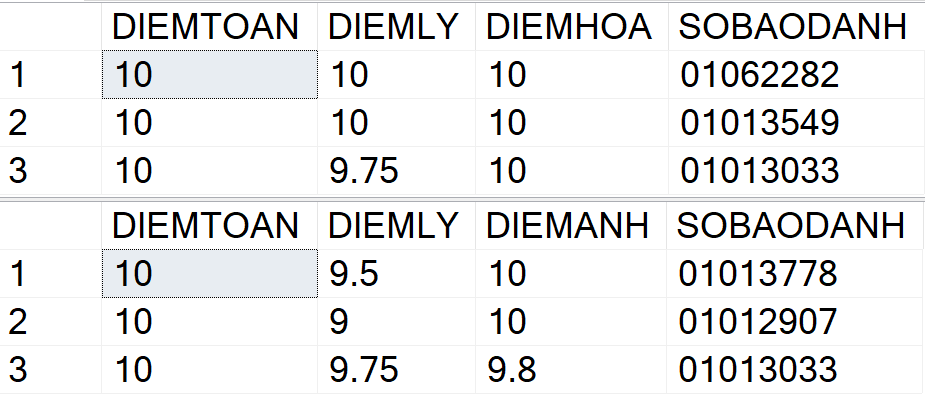 DIEMTOAN DIEMLY DIEMHOA SOBAODANH
1 10 10 10 01062282
2 10 10 10 01013549
3 10 9.75 10 01013033
DIEMTOAN DIEMLY DIEMANH SOBAODANH
1 10 9.5 10 01013778
2 10 9 10 01012907
3 10 9.75 9.8 01013033